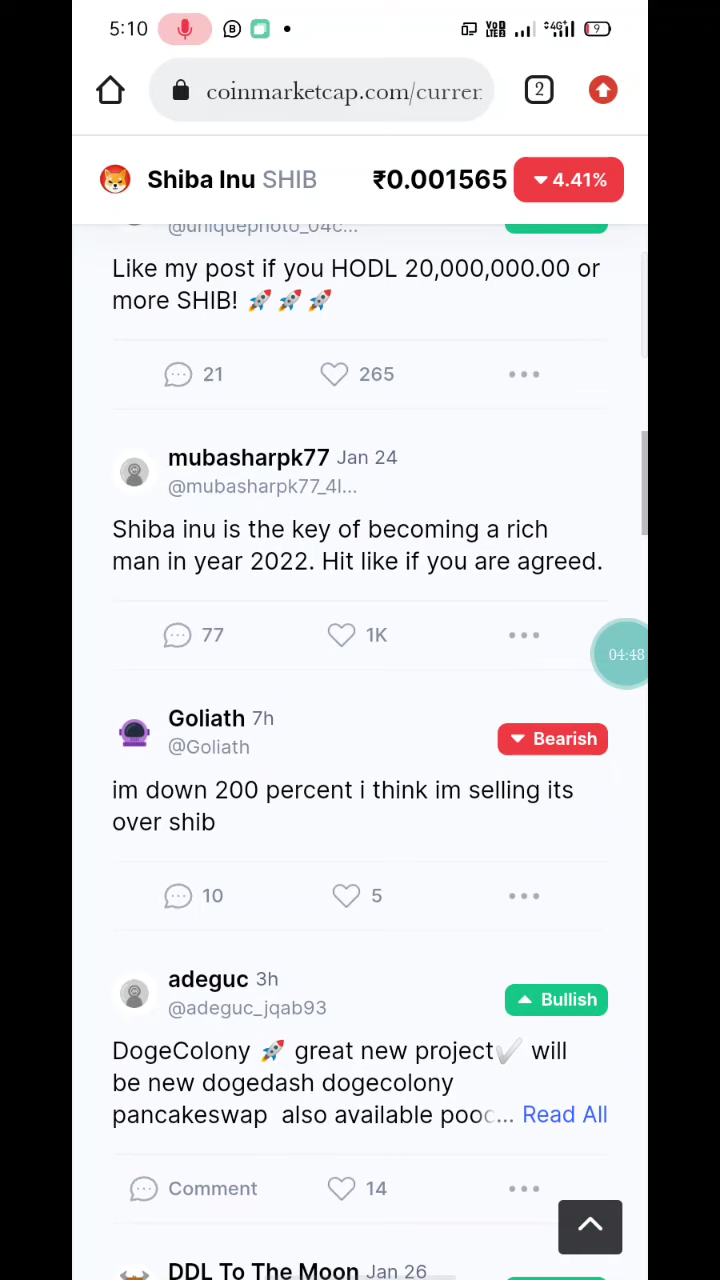 5:10
VoD LTE 4G 9
coinmarketcap.com/curren
2
Shiba Inu SHIB ₹0.001565 4.41%
@uniquephoto_04c...
Like my post if you HODL 20,000,000.00 or
more SHIB! 🚀🚀🚀
21 265
mubasharpk77 Jan 24
@mubasharpk77_4l...
Shiba inu is the key of becoming a rich
man in year 2022. Hit like if you are agreed.
77 1K
04:48
Goliath 7h
@Goliath Bearish
im down 200 percent i think im selling its
over shib
10 5
adeguc 3h
@adeguc_jqab93 Bullish
DogeColony 🚀 great new project✔️ will
be new dogedash dogecolony
pancakeswap also available pooc... Read All
Comment 14
DDL To The Moon Jan 26